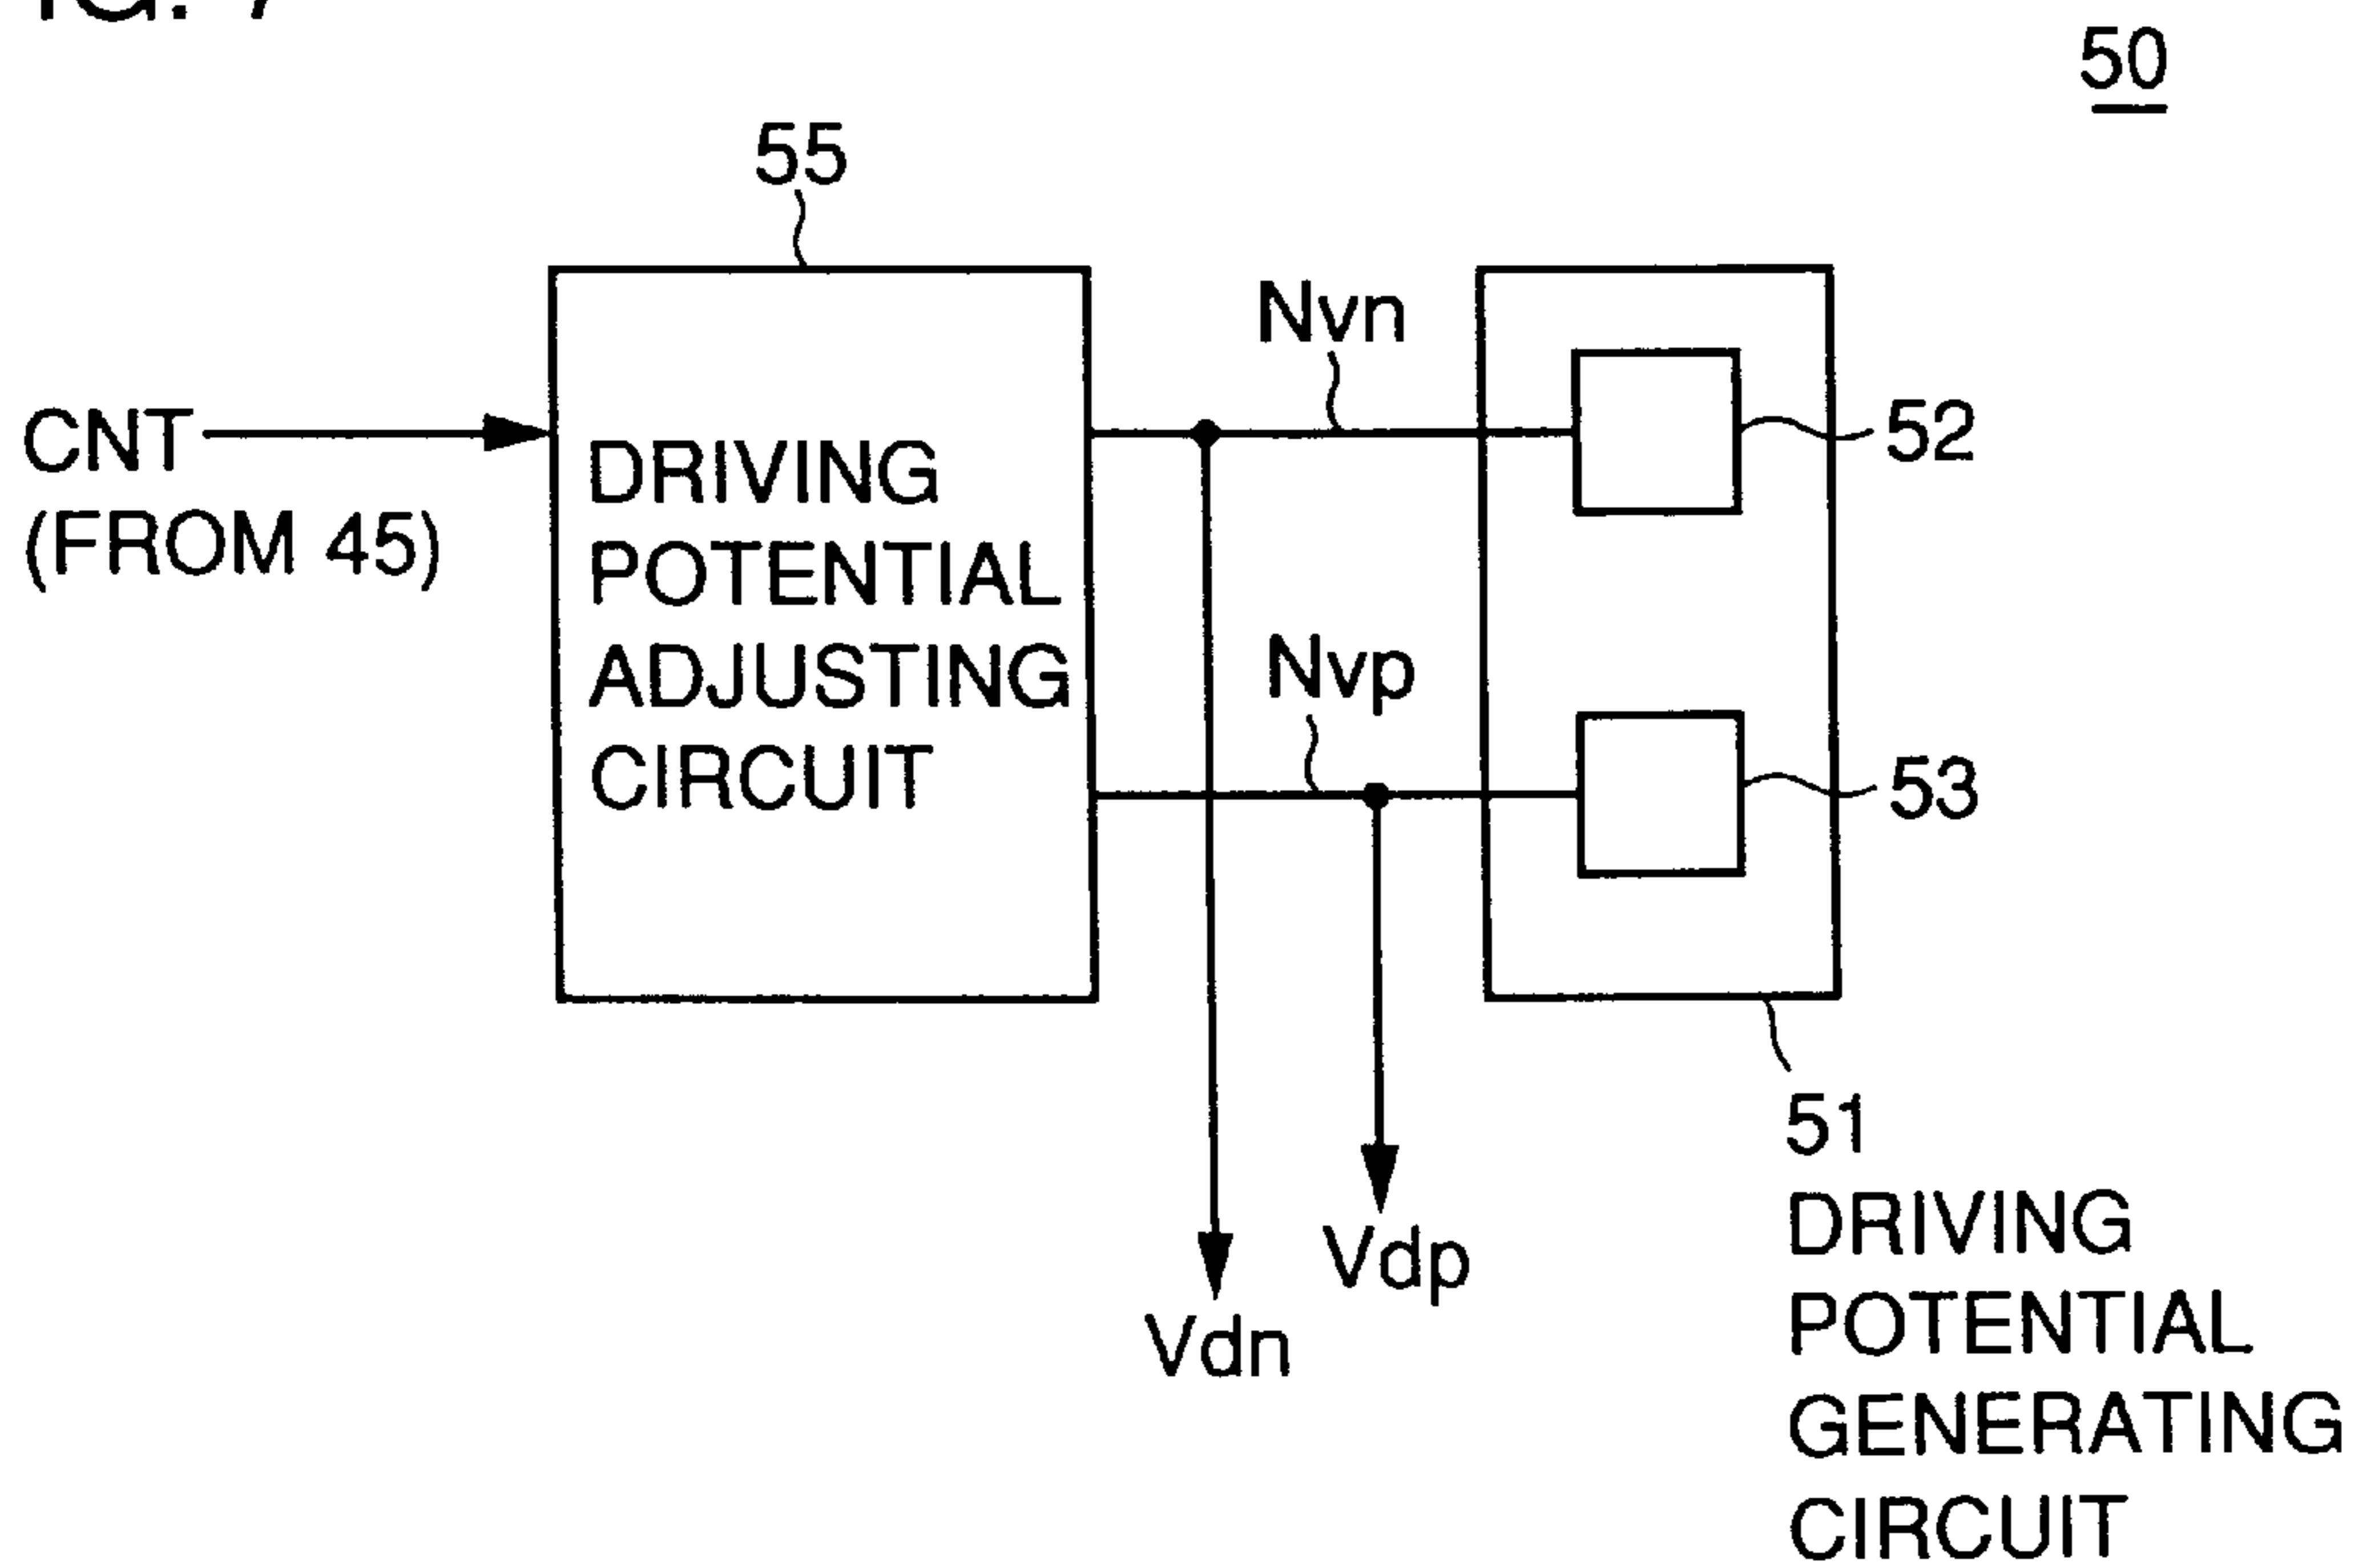 50
55
Nvn
CNT
(FROM 45)
DRIVING
POTENTIAL
ADJUSTING
CIRCUIT
52
Nvp
53
51
DRIVING
POTENTIAL
GENERATING
CIRCUIT
Vdp
Vdn